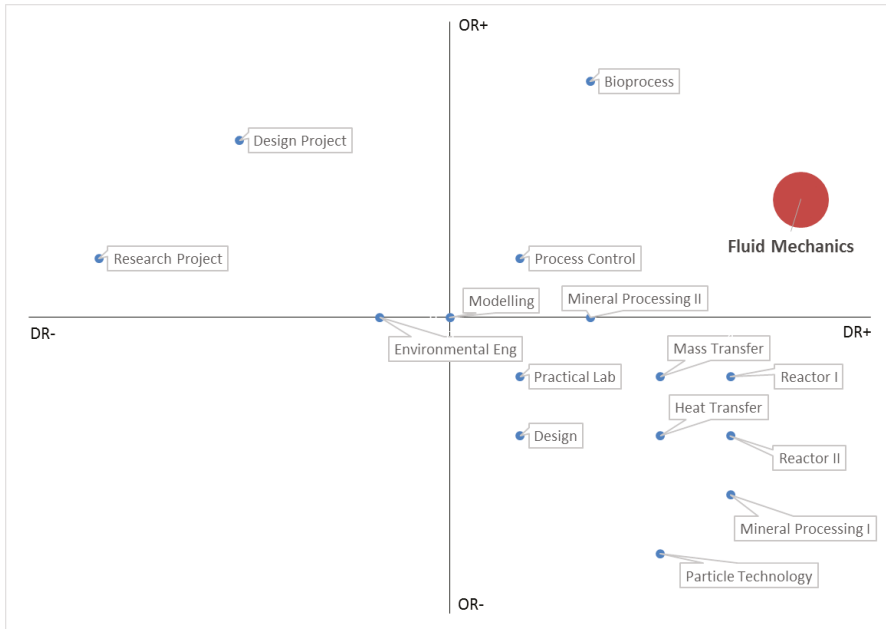 OR+
Bioprocess
Design Project
Fluid Mechanics
Research Project
Process Control
Modelling
Mineral Processing II
DR-
DR+
Environmental Eng
Mass Transfer
Practical Lab
Reactor I
Heat Transfer
Design
Reactor II
Mineral Processing I
Particle Technology
OR-